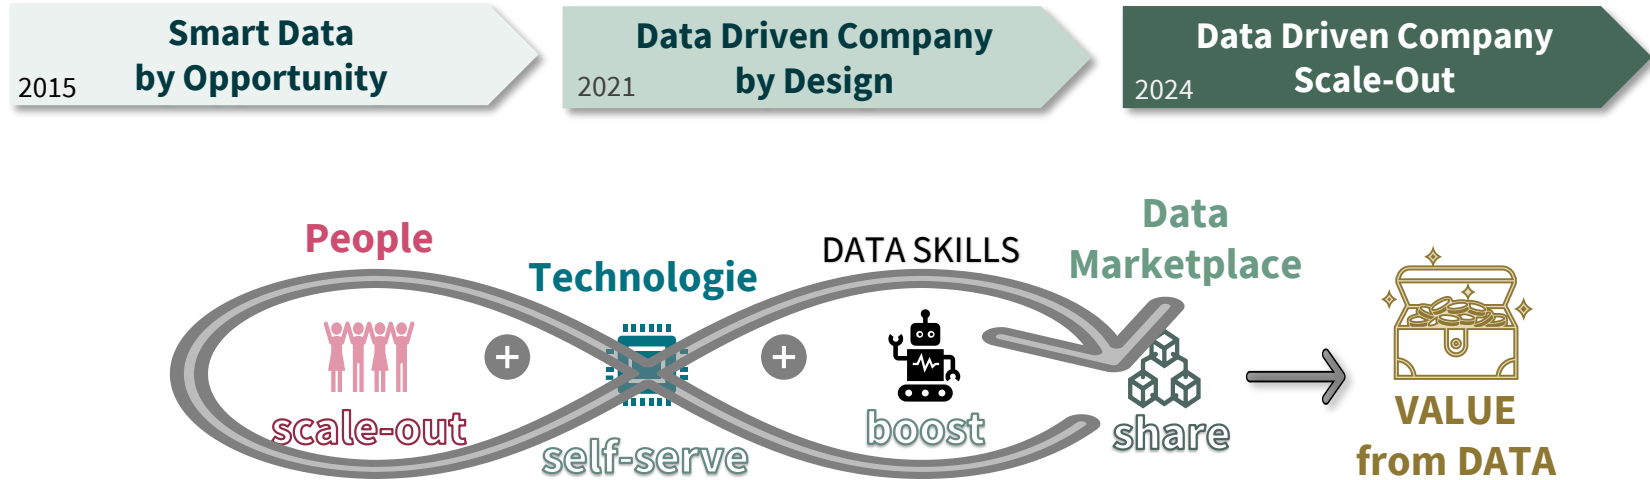 Smart Data
by Opportunity
2015
Data Driven Company
by Design
2021
Data Driven Company
Scale-Out
2024
People
Technologie
DATA SKILLS
Data
Marketplace
scale-out
self-serve
boost
share
VALUE
from DATA